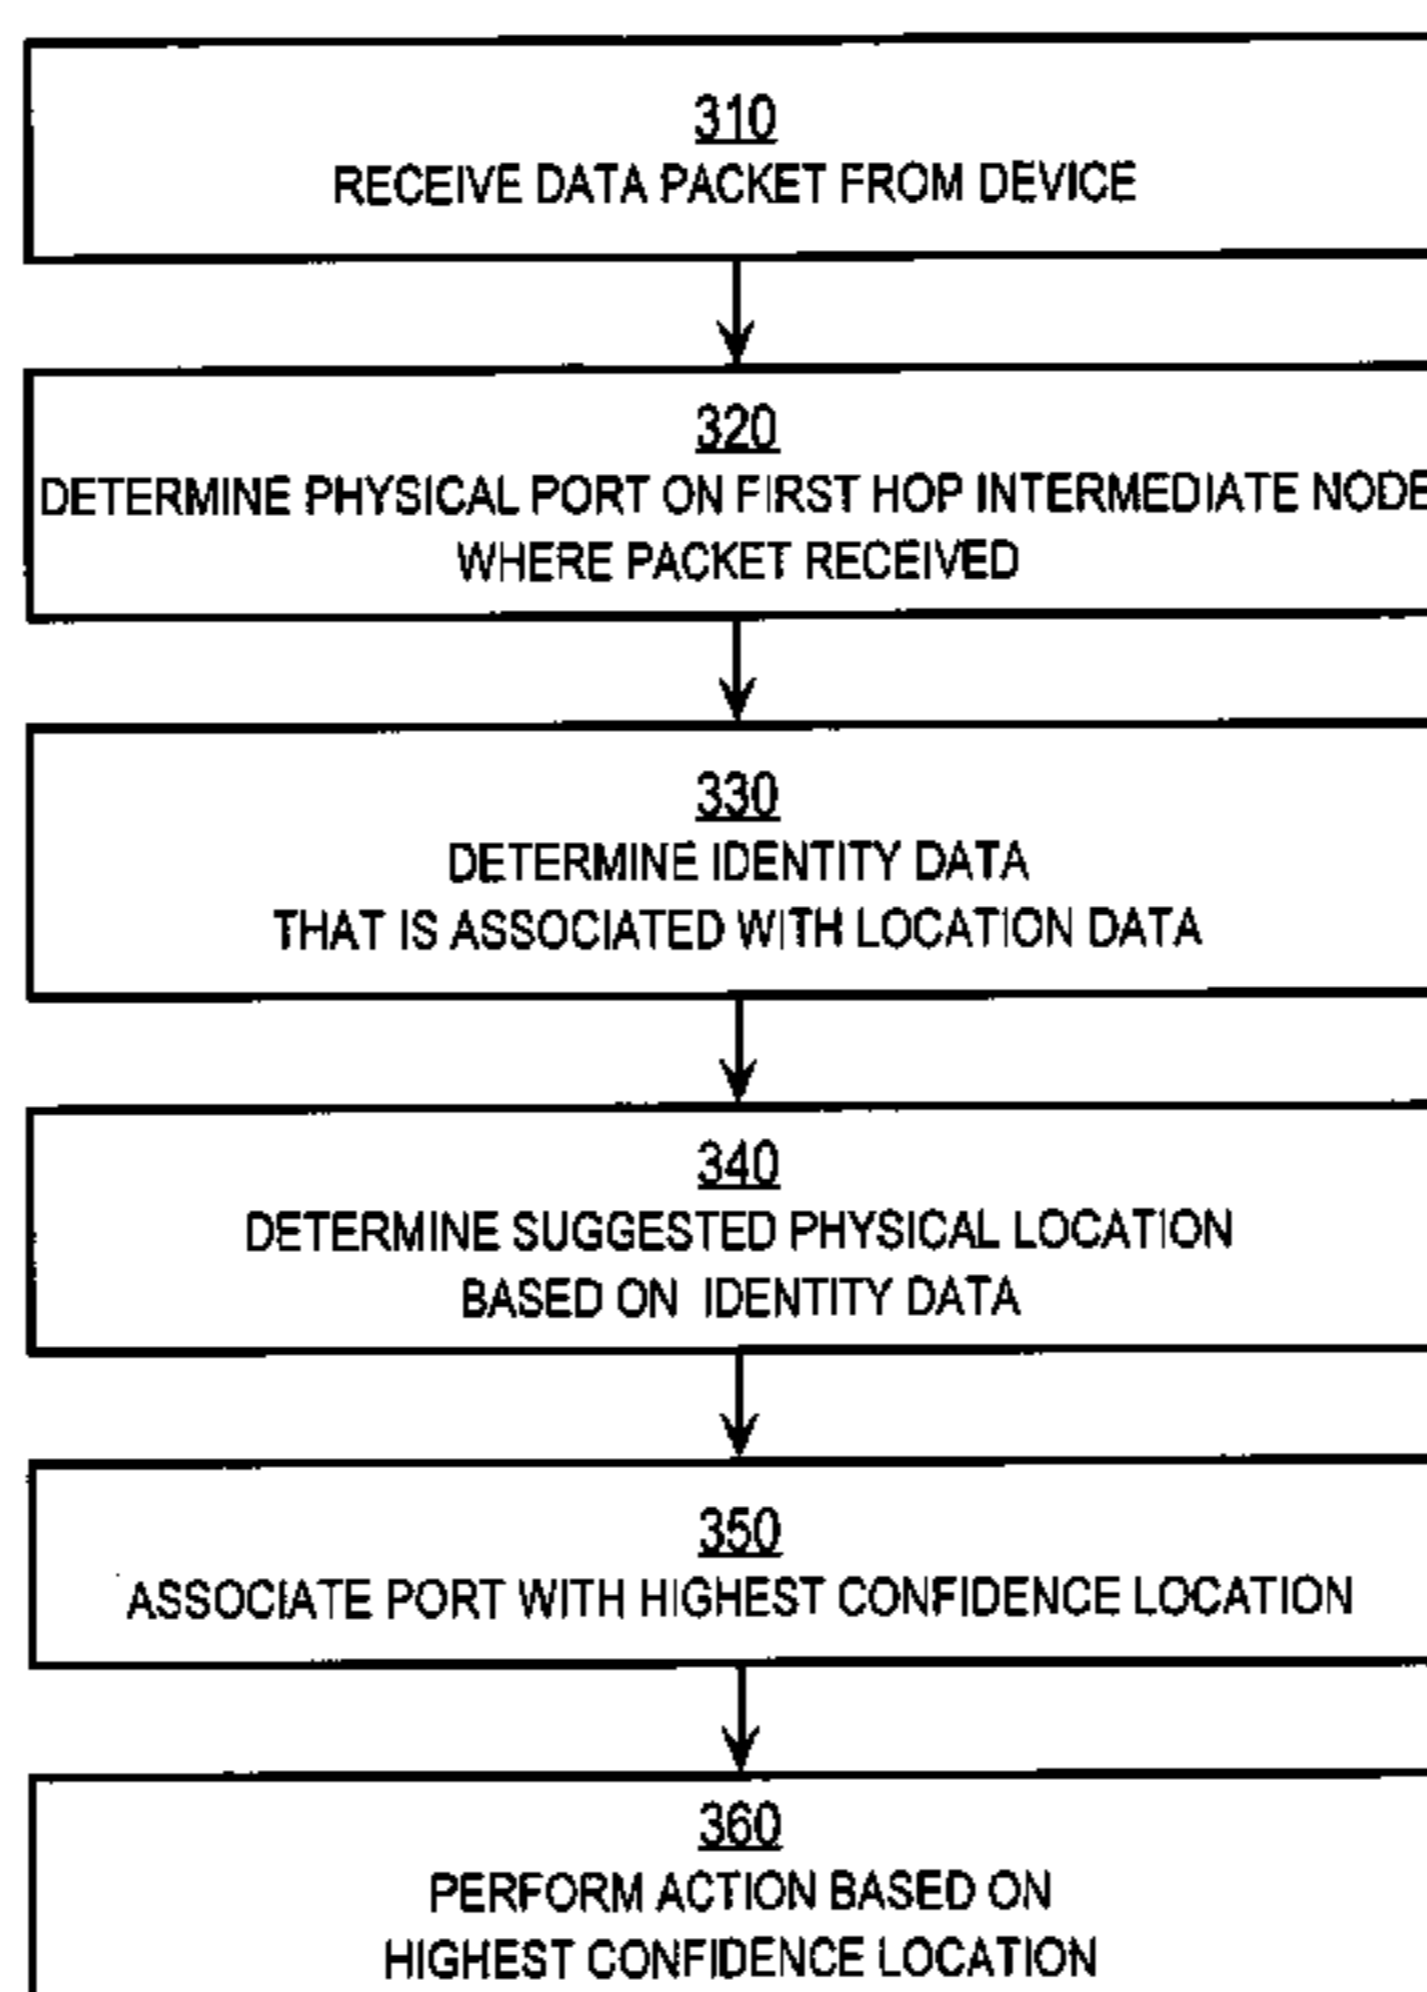 310
RECEIVE DATA PACKET FROM DEVICE
320
DETERMINE PHYSICAL PORT ON FIRST HOP INTERMEDIATE NODE
WHERE PACKET RECEIVED
330
DETERMINE IDENTITY DATA
THAT IS ASSOCIATED WITH LOCATION DATA
340
DETERMINE SUGGESTED PHYSICAL LOCATION
BASED ON IDENTITY DATA
350
ASSOCIATE PORT WITH HIGHEST CONFIDENCE LOCATION
360
PERFORM ACTION BASED ON
HIGHEST CONFIDENCE LOCATION